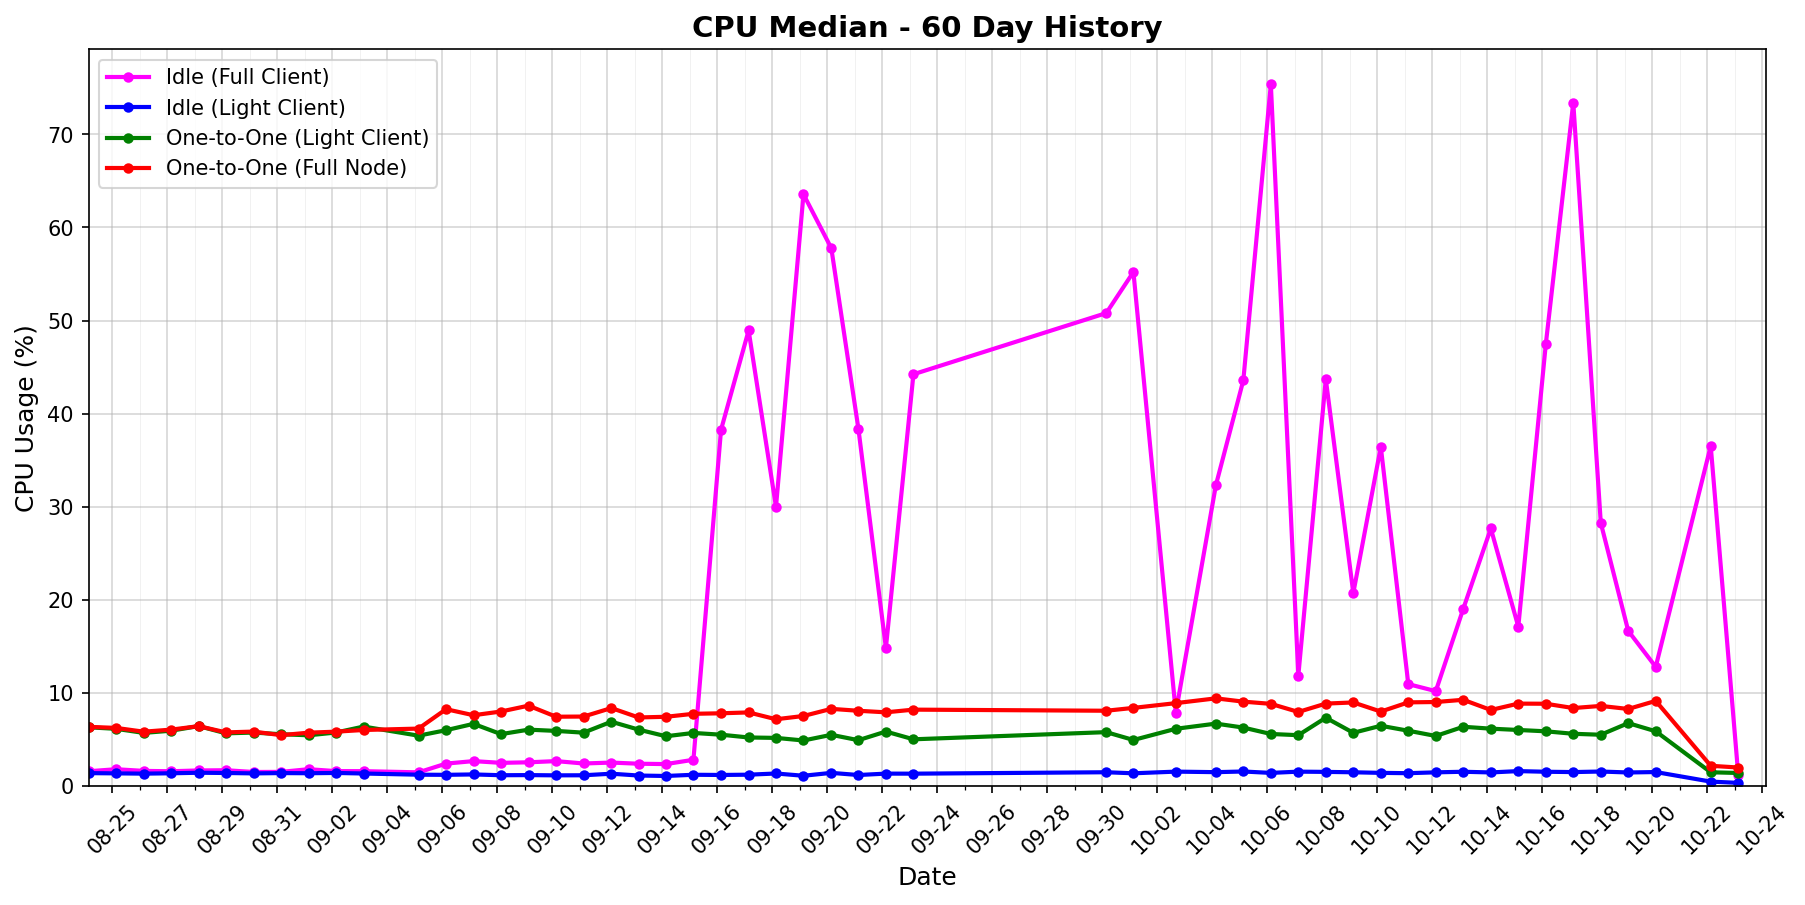 CPU Median - 60 Day History
Idle (Full Client)
Idle (Light Client)
One-to-One (Light Client)
One-to-One (Full Node)
CPU Usage (%)
70
60
50
40
30
20
10
0
08-25 08-27 08-29 08-31 09-02 09-04 09-06 09-08 09-10 09-12 09-14 09-16 09-18 09-20 09-22 09-24 09-26 09-28 09-30 10-02 10-04 10-06 10-08 10-10 10-12 10-14 10-16 10-18 10-20 10-22 10-24
Date